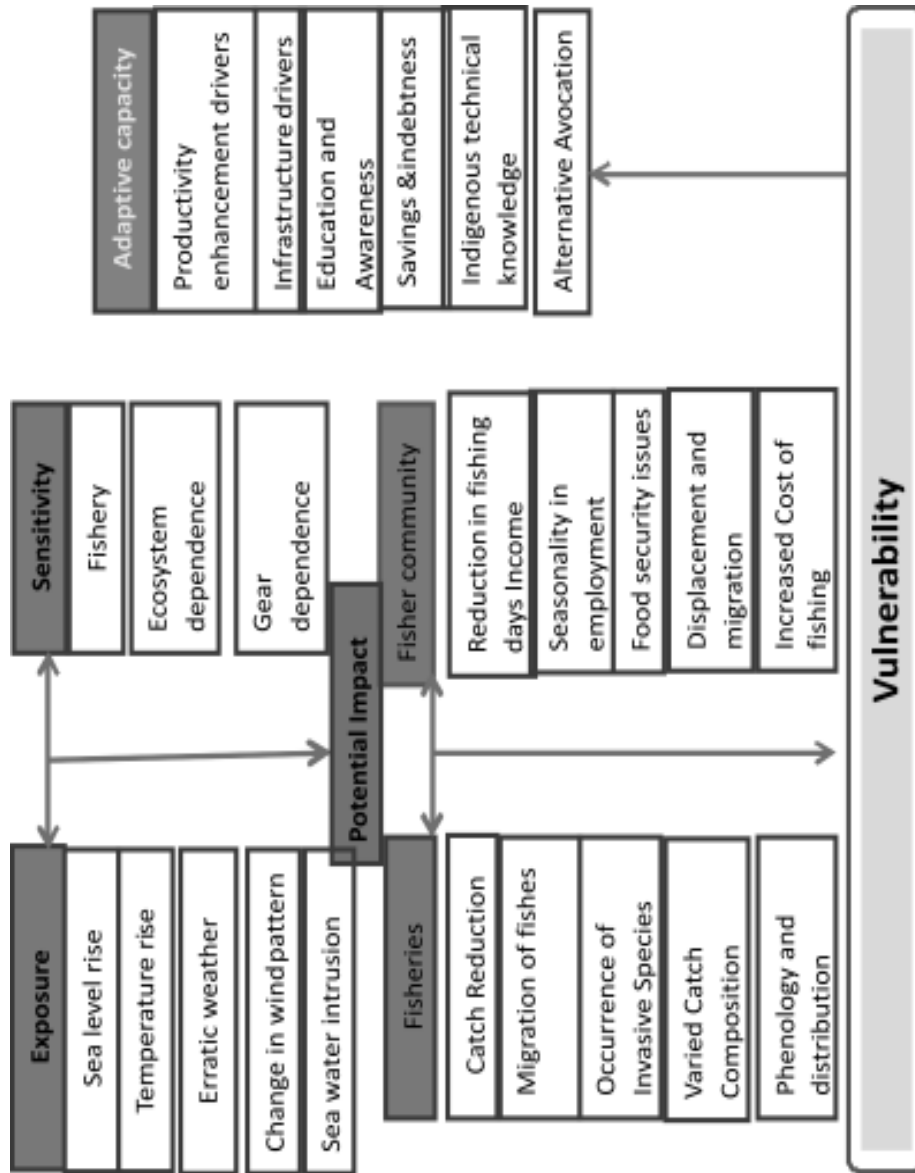 Exposure
Sea level rise
Temperature rise
Erratic weather
Change in windpattern
Sea water intrusion
Sensitivity
Fishery
Ecosystem
dependence
Gear
dependence
Potential Impact
Fisheries
Catch Reduction
Migration of fishes
Occurrence of
Invasive Species
Varied Catch
Composition
Phenology and
distribution
Fisher community
Reduction in fishing
days Income
Seasonality in
employment
Food security issues
Displacement and
migration
Increased Cost of
fishing
Adaptive capacity
Productivity
enhancement drivers
Infrastructure drivers
Education and
Awareness
Savings &indebtness
Indigenous technical
knowledge
Alternative Avocation
Vulnerability